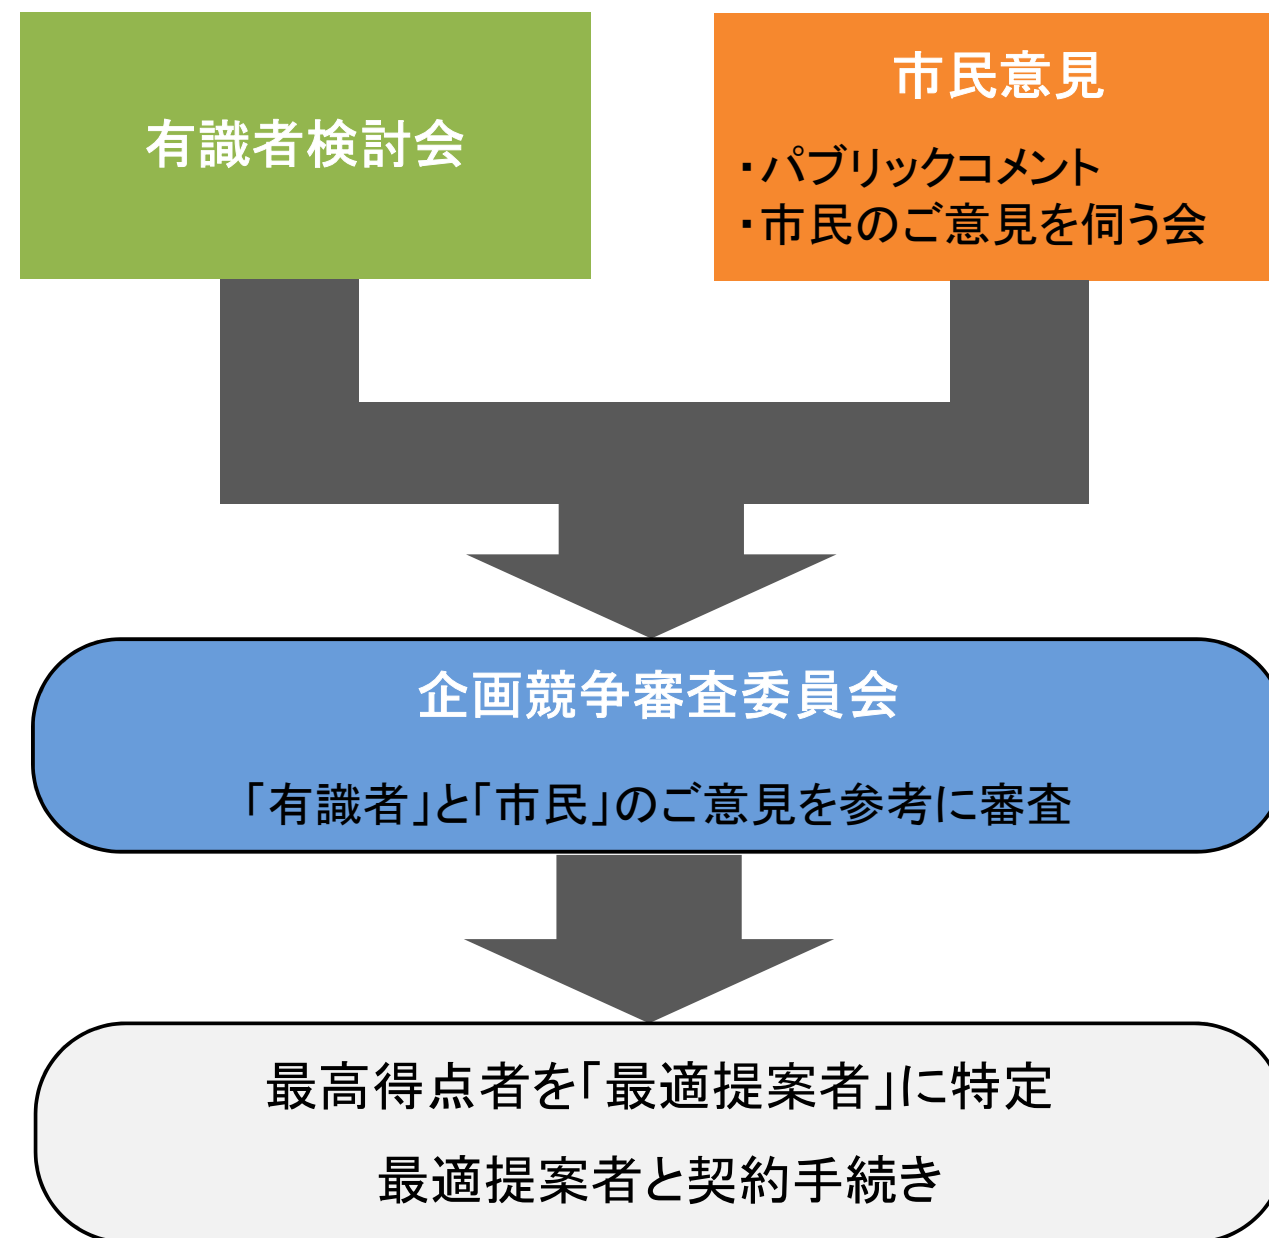 有識者検討会
市民意見
・パブリックコメント
・市民のご意見を伺う会
企画競争審査委員会
「有識者」と「市民」のご意見を参考に審査
最高得点者を「最適提案者」に特定
最適提案者と契約手続き